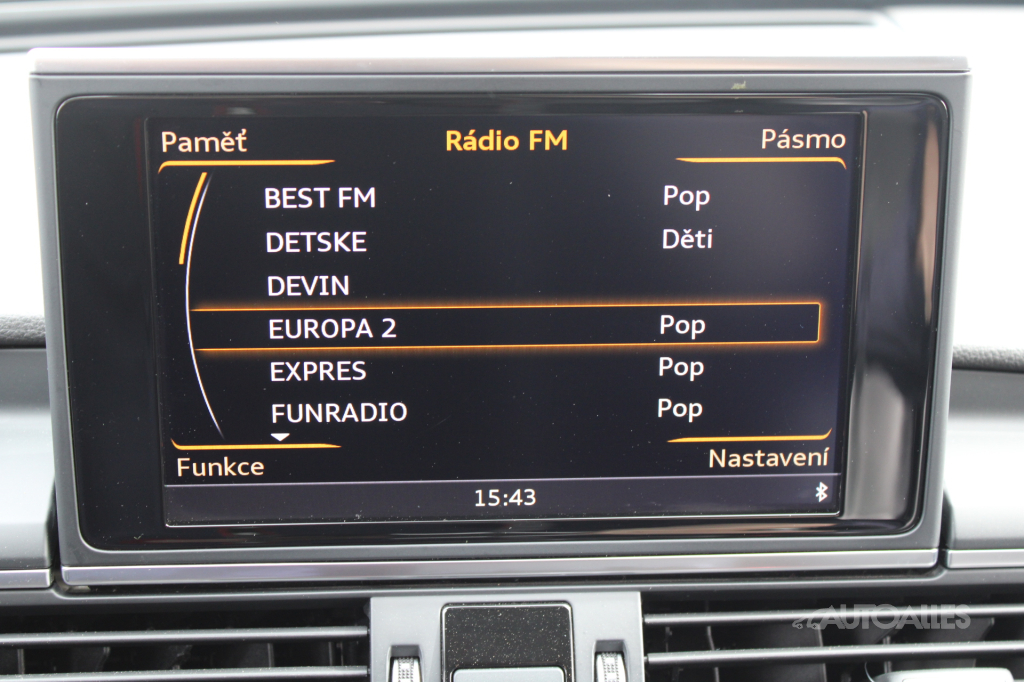 Paměť Rádio FM Pásmo
BEST FM Pop
DETSKE Děti
DEVIN
EUROPA 2 Pop
EXPRES Pop
FUNRADIO Pop
Funkce Nastavení
15:43
AUTOALLES